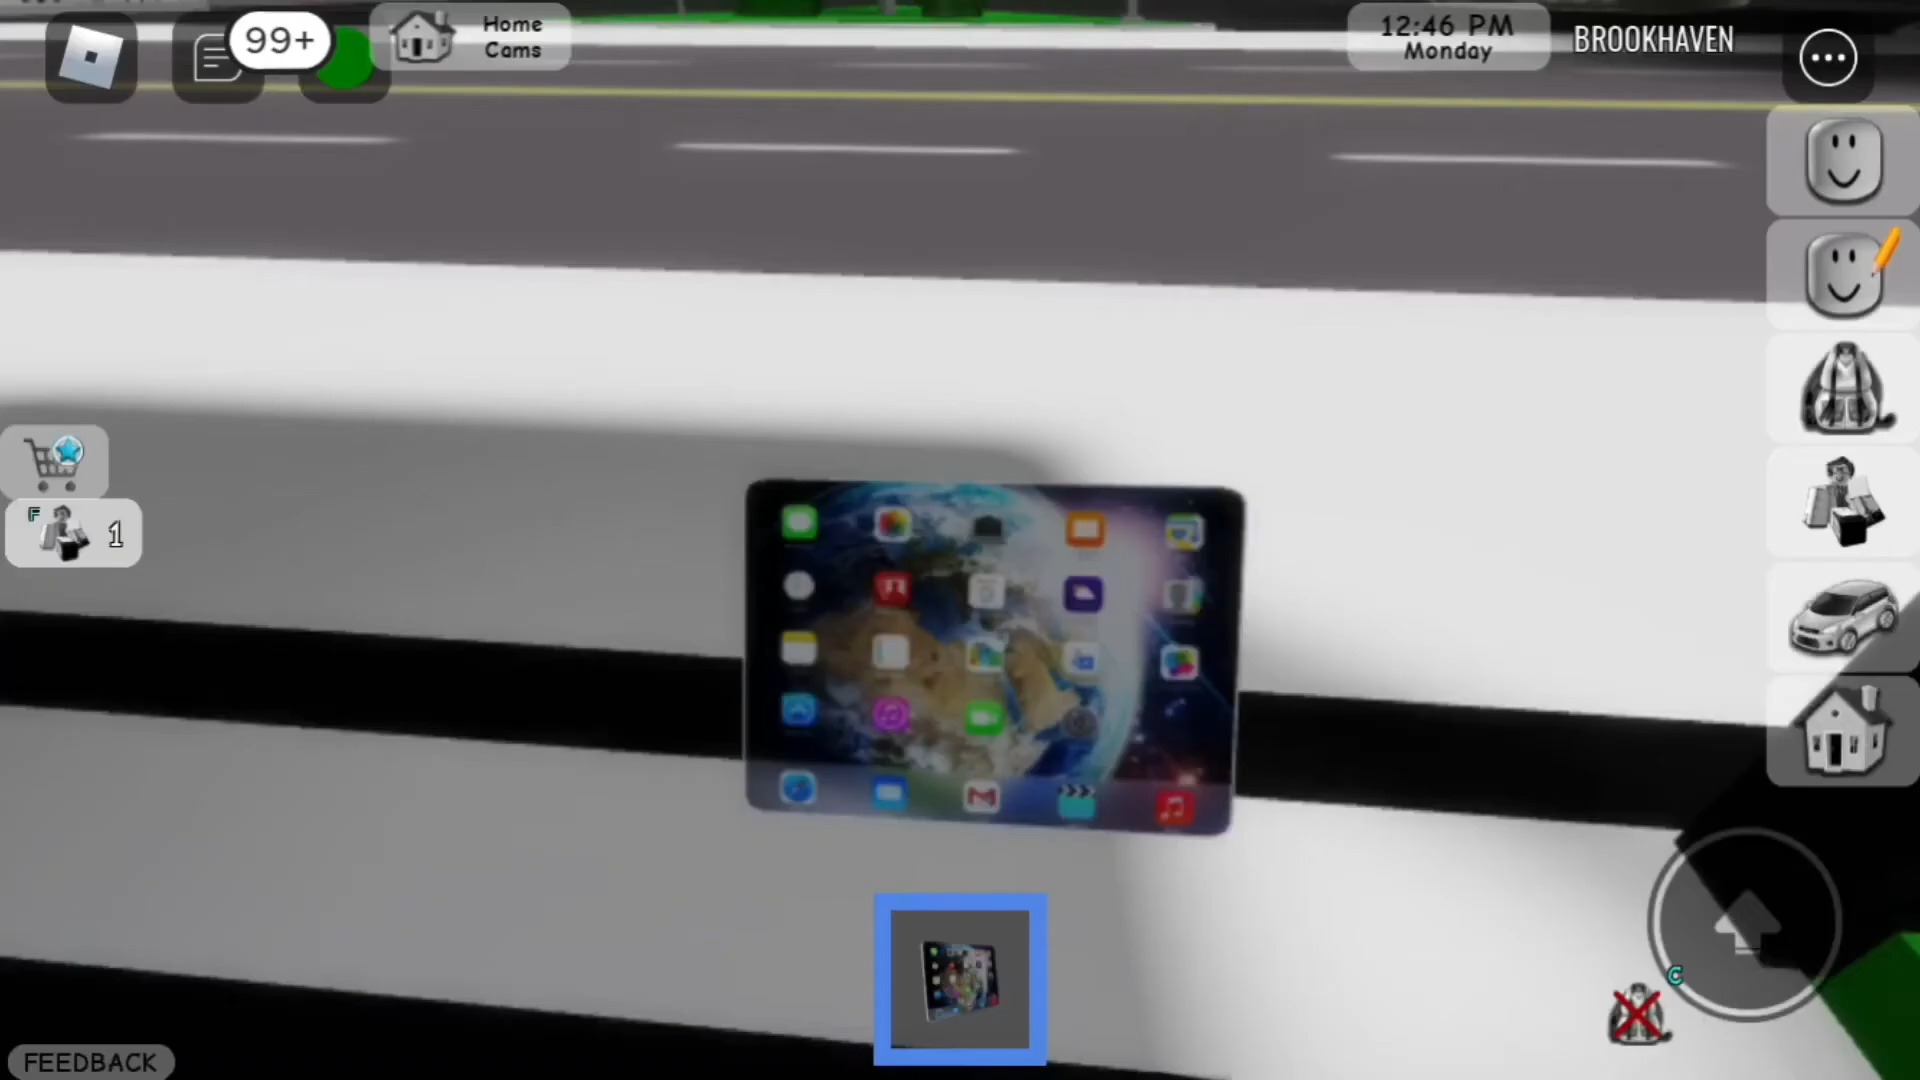 99+
Home
Cams
12:46 PM
Monday
BROOKHAVEN
F
1
C
FEEDBACK